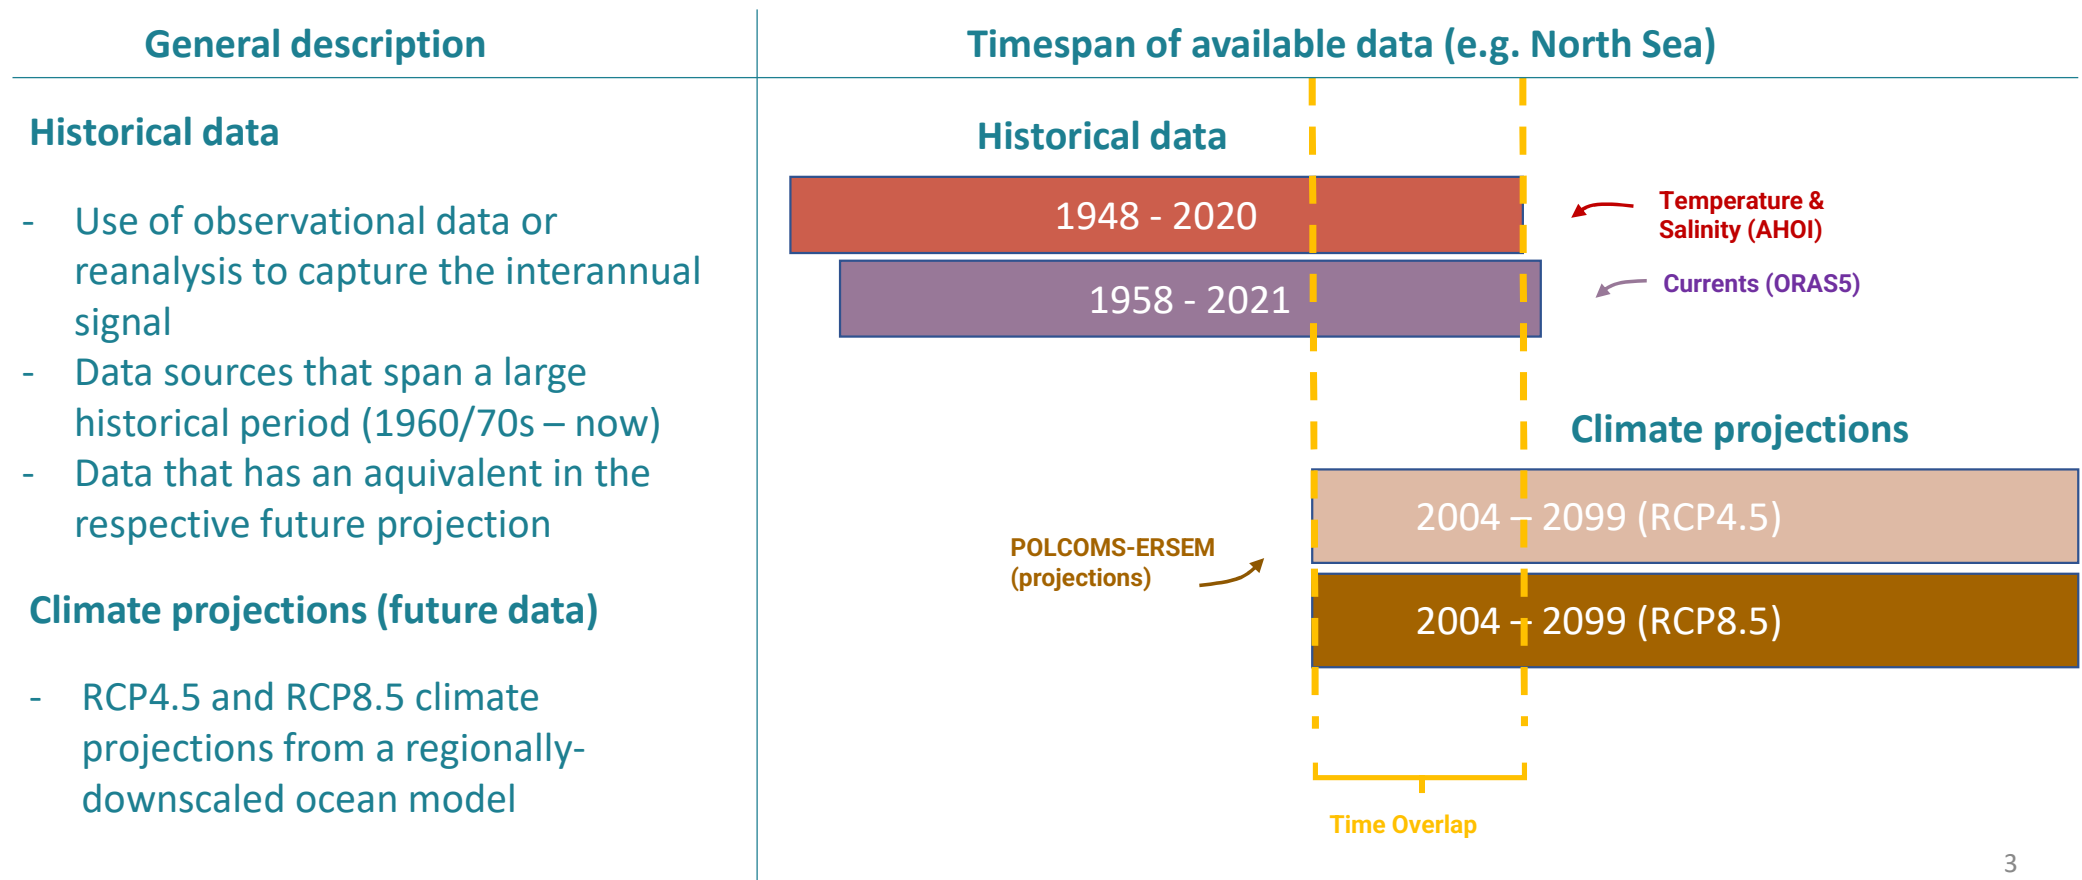 General description
Historical data
- Use of observational data or
reanalysis to capture the interannual
signal
- Data sources that span a large
historical period (1960/70s – now)
- Data that has an aquivalent in the
respective future projection
Climate projections (future data)
- RCP4.5 and RCP8.5 climate
projections from a regionally-
downscaled ocean model
Timespan of available data (e.g. North Sea)
Historical data
1948 - 2020
Temperature &
Salinity (AHOI)
1958 - 2021
Currents (ORAS5)
Climate projections
2004 – 2099 (RCP4.5)
POLCOMS-ERSEM
(projections)
2004 – 2099 (RCP8.5)
Time Overlap
3